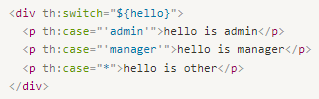 <div th:switch="${hello}">
  <p th:case="'admin'">hello is admin</p>
  <p th:case="'manager'">hello is manager</p>
  <p th:case="*">hello is other</p>
</div>